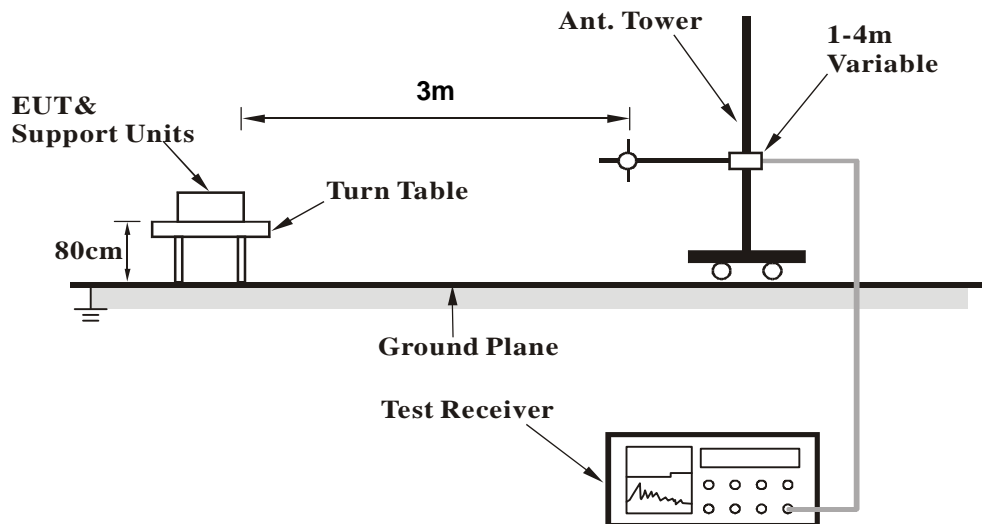 Ant. Tower
1-4m
Variable
3m
EUT&
Support Units
Turn Table
80cm
Ground Plane
Test Receiver